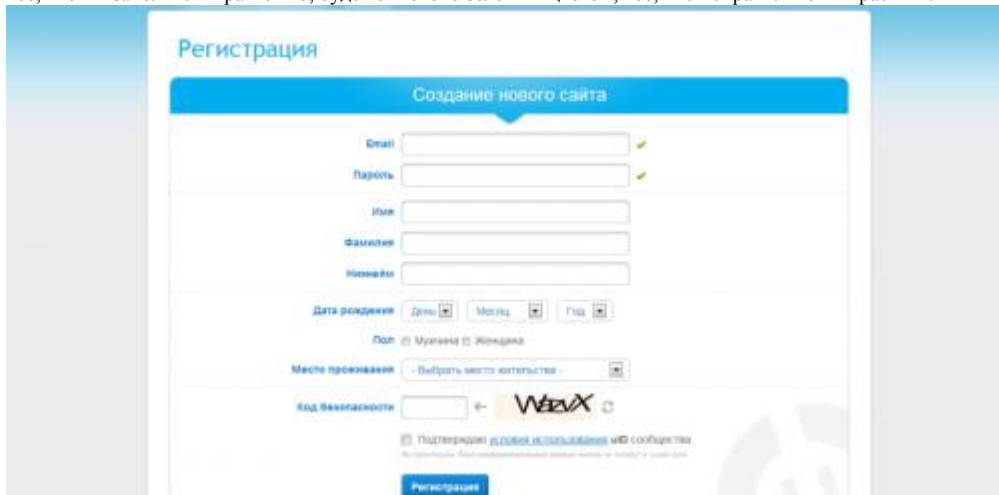 Регистрация
Создание нового сайта
Email
Пароль
Имя
Фамилия
Никнейм
Дата рождения День Месяц Год
Пол Мужчина Женщина
Место проживания - Выбрать место жительства -
Код безопасности
Подтверждаю условия использования uID сообщества
Регистрация